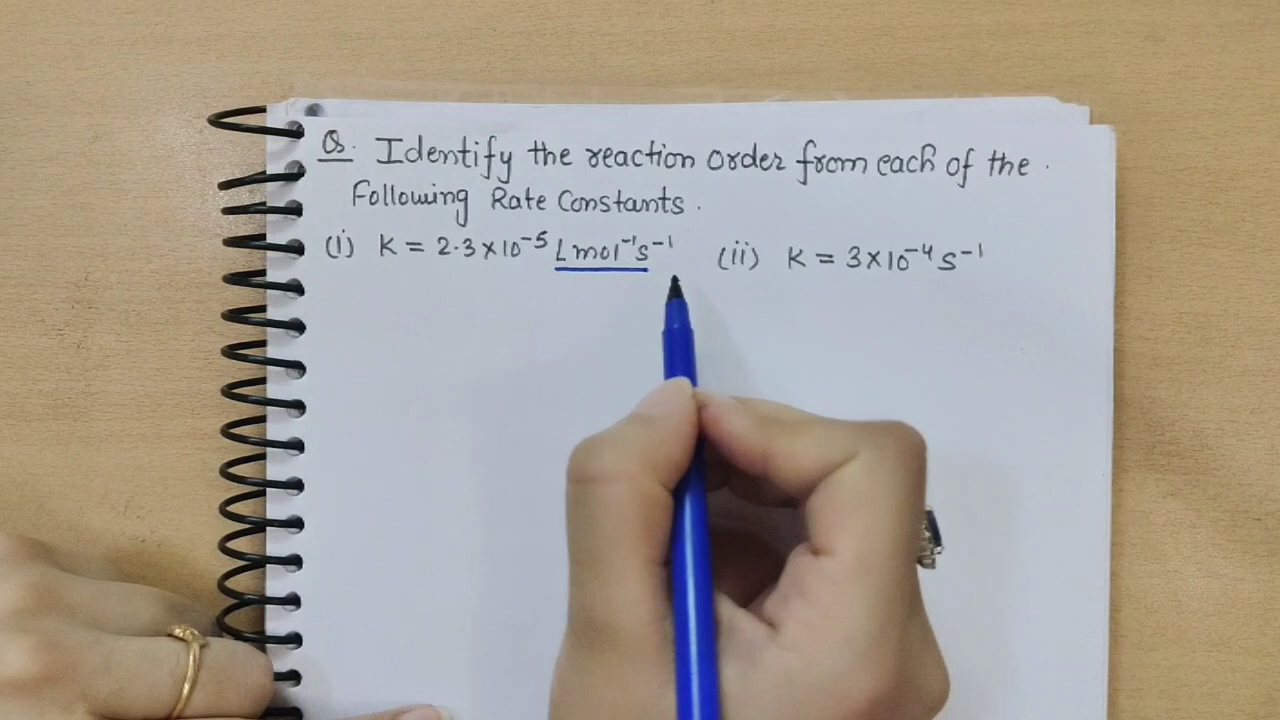 Q. Identify the reaction order from each of the.
Following Rate Constants.
(i) K = 2.3×10⁻⁵ L mol⁻¹ s⁻¹ (ii) K = 3×10⁻⁴ s⁻¹